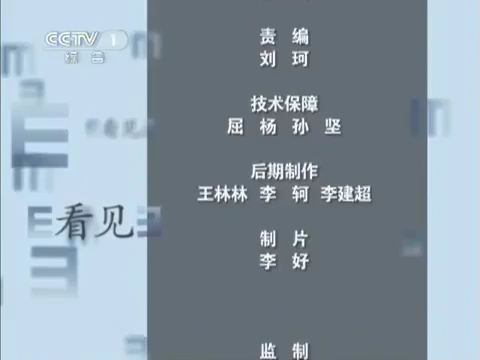 CCTV 1
综合
责编
刘珂
技术保障
屈杨 孙坚
看见
后期制作
王林林 李轲 李建超
制片
李好
监制